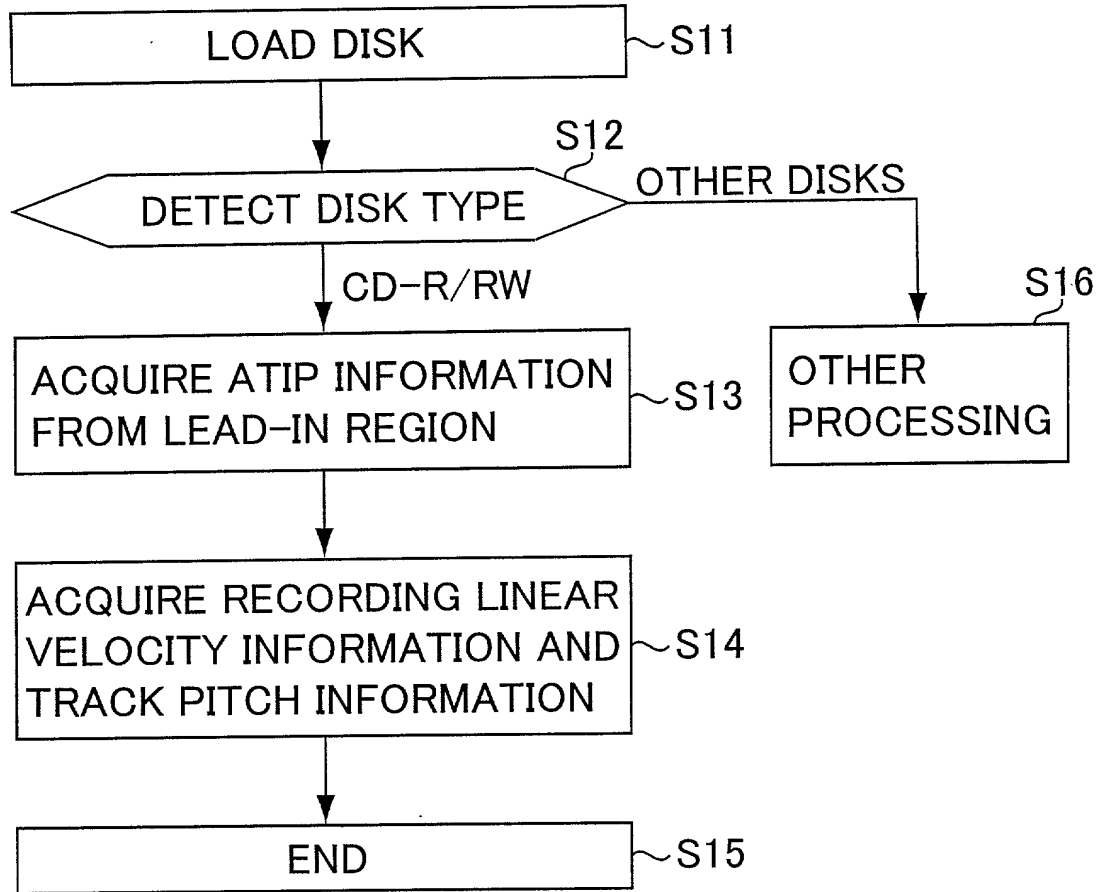 LOAD DISK
S11
S12
DETECT DISK TYPE
OTHER DISKS
CD-R/RW
S16
ACQUIRE ATIP INFORMATION
FROM LEAD-IN REGION
S13
OTHER
PROCESSING
ACQUIRE RECORDING LINEAR
VELOCITY INFORMATION AND
TRACK PITCH INFORMATION
S14
END
S15